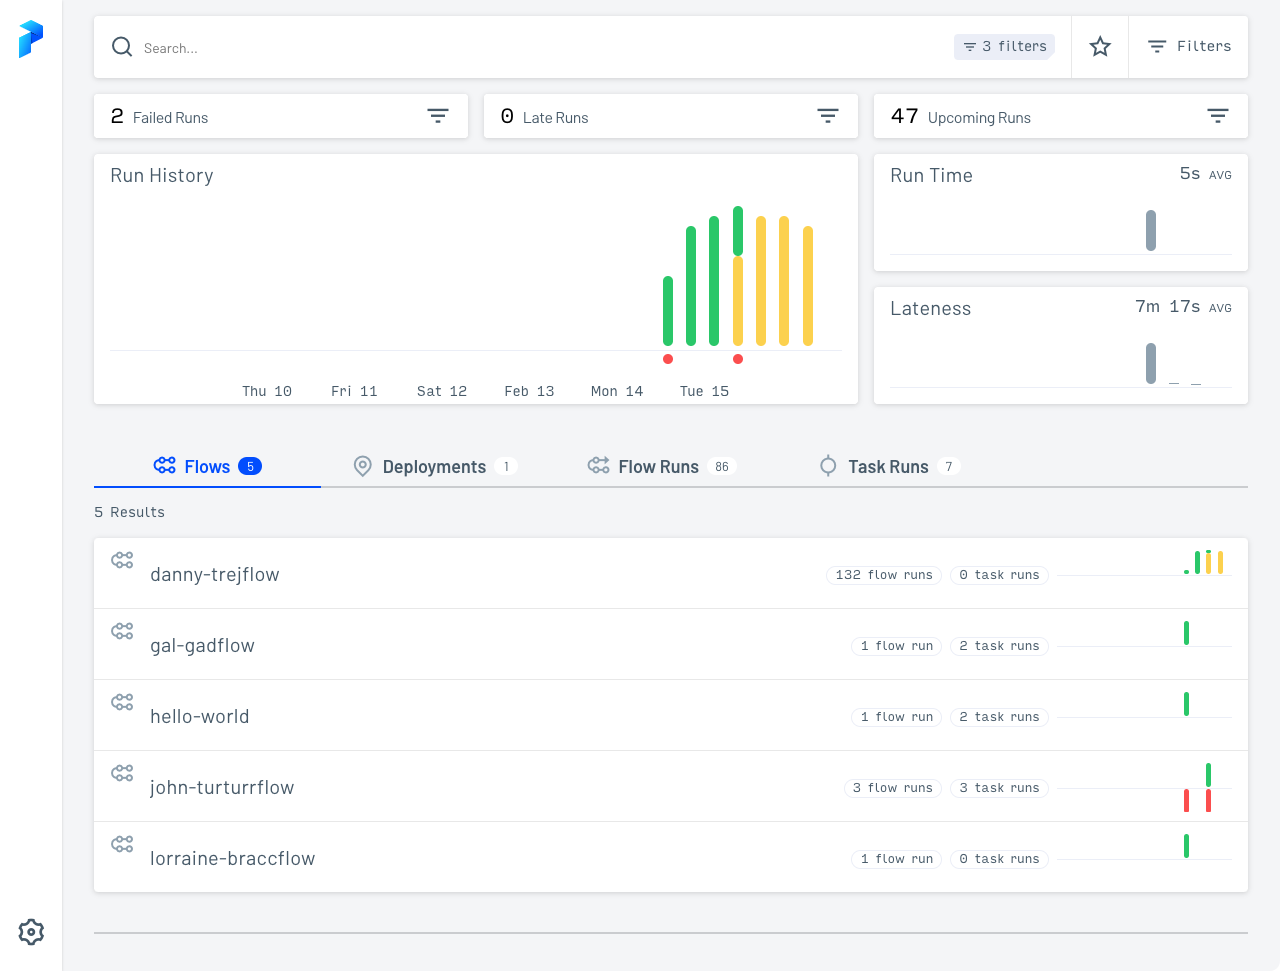 Search...
3 filters
Filters
2 Failed Runs
0 Late Runs
47 Upcoming Runs
Run History
Thu 10 Fri 11 Sat 12 Feb 13 Mon 14 Tue 15
Run Time
5s AVG
Lateness
7m 17s AVG
Flows 5
Deployments 1
Flow Runs 86
Task Runs 7
5 Results
danny-trejflow 132 flow runs 0 task runs
gal-gadflow 1 flow run 2 task runs
hello-world 1 flow run 2 task runs
john-turturrflow 3 flow runs 3 task runs
lorraine-braccflow 1 flow run 0 task runs